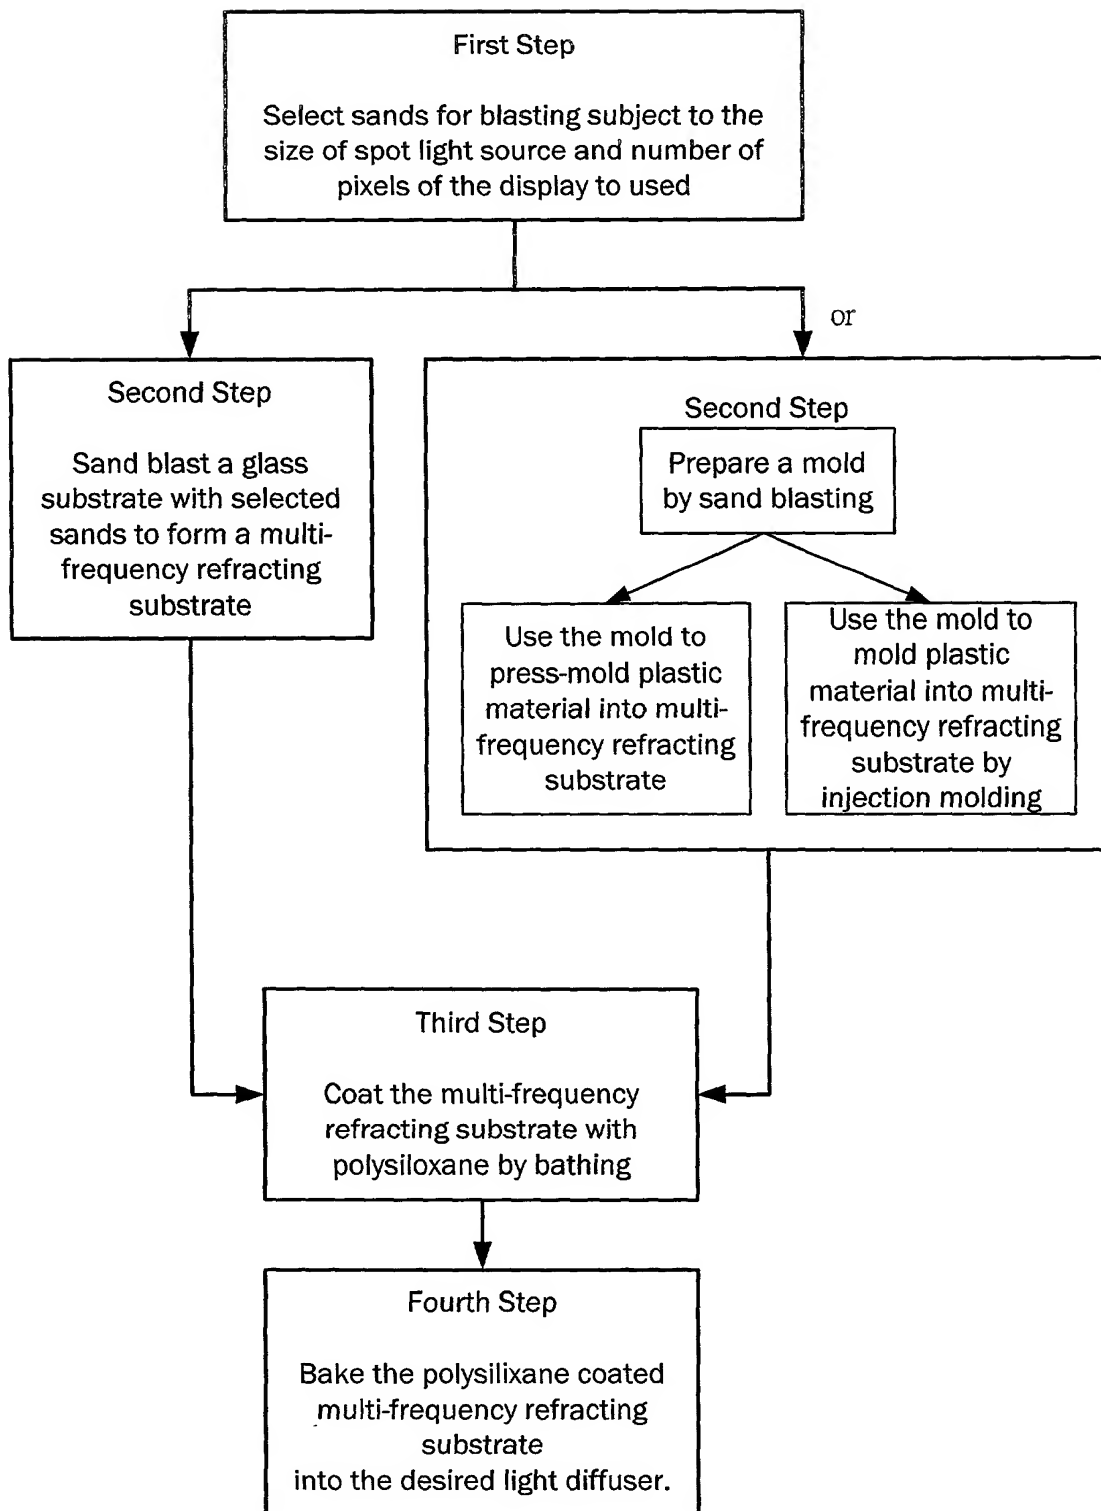 First Step
Select sands for blasting subject to the
size of spot light source and number of
pixels of the display to used
or
Second Step
Sand blast a glass
substrate with selected
sands to form a multi-
frequency refracting
substrate
Second Step
Prepare a mold
by sand blasting
Use the mold to
press-mold plastic
material into multi-
frequency refracting
substrate
Use the mold to
mold plastic
material into multi-
frequency refracting
substrate by
injection molding
Third Step
Coat the multi-frequency
refracting substrate with
polysiloxane by bathing
Fourth Step
Bake the polysilixane coated
multi-frequency refracting
substrate
into the desired light diffuser.